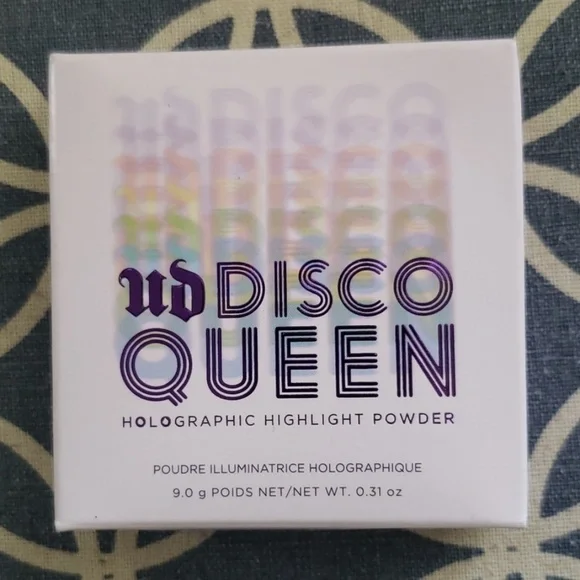 ud DISCO
QUEEN
HOLOGRAPHIC HIGHLIGHT POWDER
POUDRE ILLUMINATRICE HOLOGRAPHIQUE
9.0 g POIDS NET/NET WT. 0.31 oz